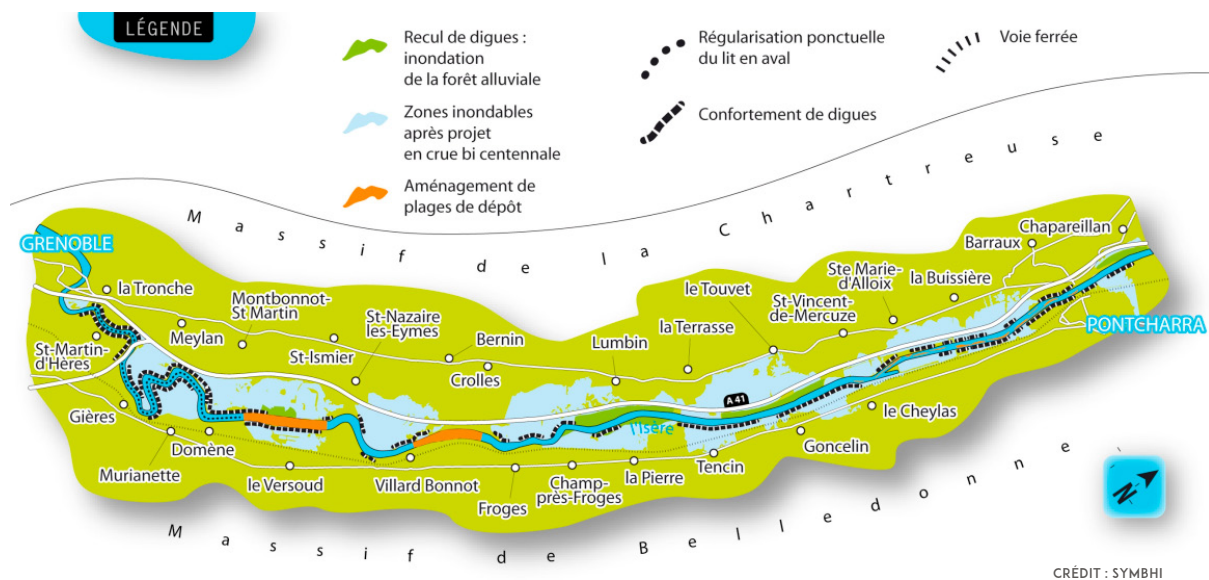 LÉGENDE
Recul de digues :
inondation
de la forêt alluviale
Zones inondables
après projet
en crue bi centennale
Aménagement de
plages de dépôt
Régularisation ponctuelle
du lit en aval
Confortement de digues
Voie ferrée
Massif de la Chartreuse
GRENOBLE
la Tronche
St-Martin-
d'Hères
Meylan
Montbonnot-
St Martin
St-Ismier
St-Nazaire
les-Eymes
Bernin
Crolles
Lumbin
la Terrasse
le Touvet
St-Vincent-
de-Mercuze
Ste Marie-
d'Alloix
la Buissière
Barraux
Chapareillan
PONTCHARRA
A 41
l'Isère
Gières
Murianette
Domène
le Versoud
Villard Bonnot
Froges
Champ-
près-Froges
la Pierre
Tencin
Goncelin
le Cheylas
Massif de Belledonne
N
CRÉDIT : SYMBHI